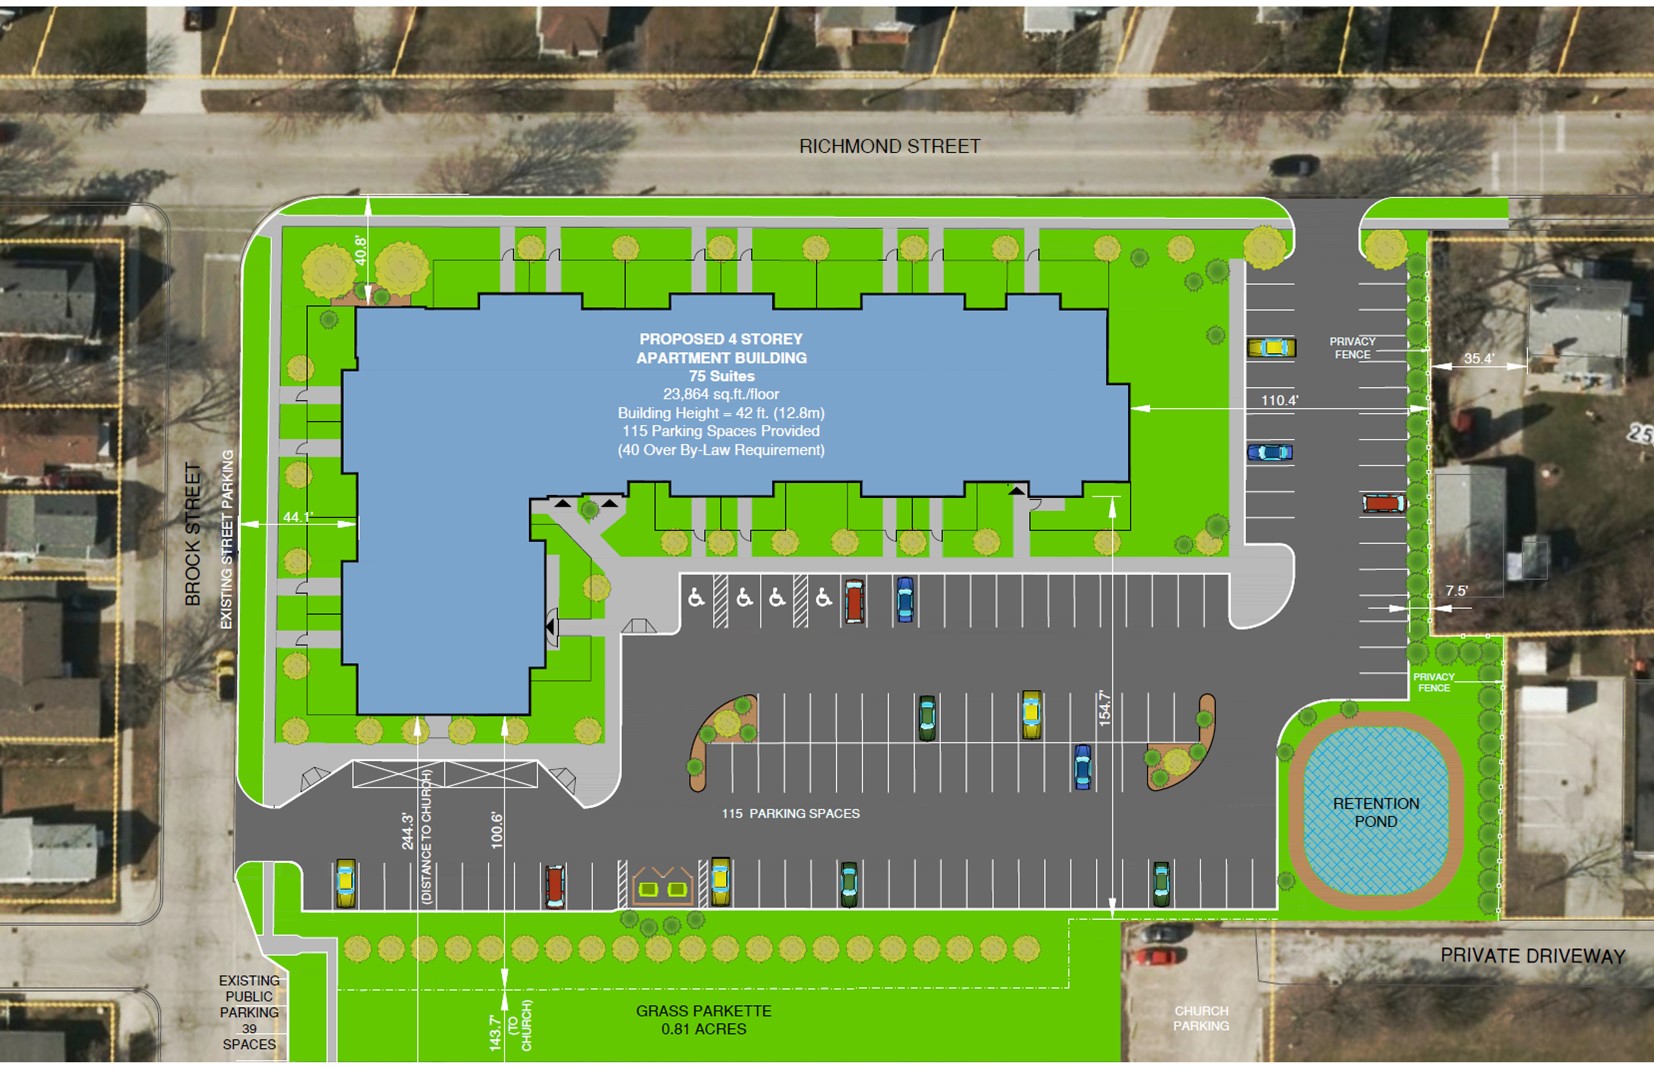 RICHMOND STREET
40.8'
PROPOSED 4 STOREY
APARTMENT BUILDING
75 Suites
23,864 sq.ft./floor
Building Height = 42 ft. (12.8m)
115 Parking Spaces Provided
(40 Over By-Law Requirement)
PRIVACY
FENCE
35.4'
110.4'
BROCK STREET
EXISTING STREET PARKING
44.1'
7.5'
PRIVACY
FENCE
154.7'
244.3'
(DISTANCE TO CHURCH)
100.6'
115 PARKING SPACES
RETENTION
POND
PRIVATE DRIVEWAY
EXISTING
PUBLIC
PARKING
39
SPACES
143.7'
(TO
CHURCH)
GRASS PARKETTE
0.81 ACRES
CHURCH
PARKING